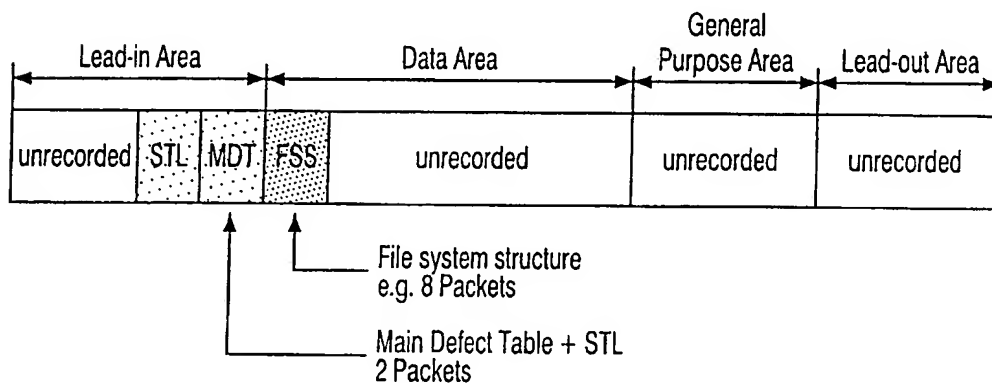 General
Lead-in Area Data Area Purpose Area Lead-out Area
unrecorded STL MDT FSS unrecorded unrecorded unrecorded
File system structure
e.g. 8 Packets
Main Defect Table + STL
2 Packets